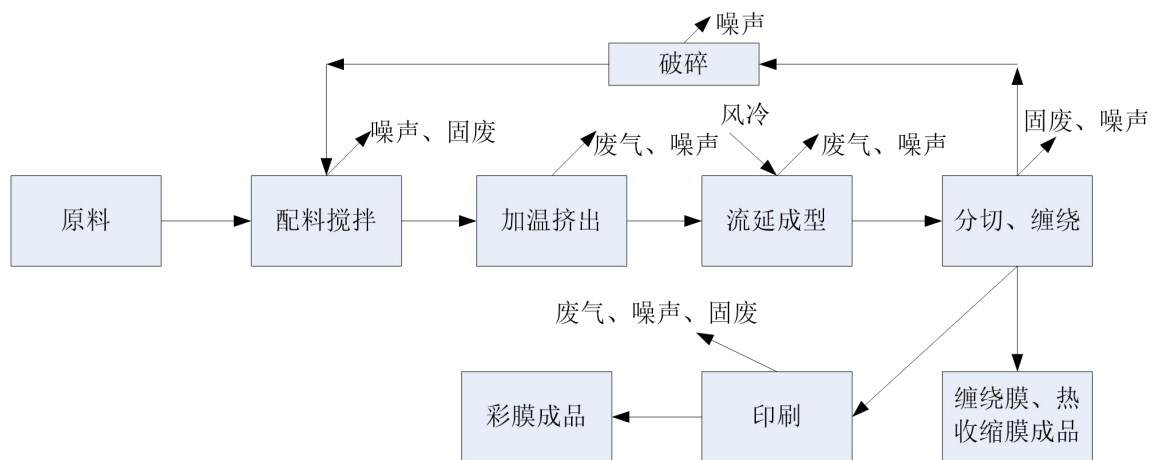 噪声
破碎
风冷
噪声、固废
废气、噪声
废气、噪声
固废、噪声
原料
配料搅拌
加温挤出
流延成型
分切、缠绕
废气、噪声、固废
彩膜成品
印刷
缠绕膜、热
收缩膜成品